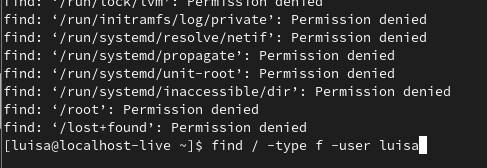 find: ‘/run/lock/lvm’: Permission denied
find: ‘/run/initramfs/log/private’: Permission denied
find: ‘/run/systemd/resolve/netif’: Permission denied
find: ‘/run/systemd/propagate’: Permission denied
find: ‘/run/systemd/unit-root’: Permission denied
find: ‘/run/systemd/inaccessible/dir’: Permission denied
find: ‘/root’: Permission denied
find: ‘/lost+found’: Permission denied
[luisa@localhost-live ~]$ find / -type f -user luisa